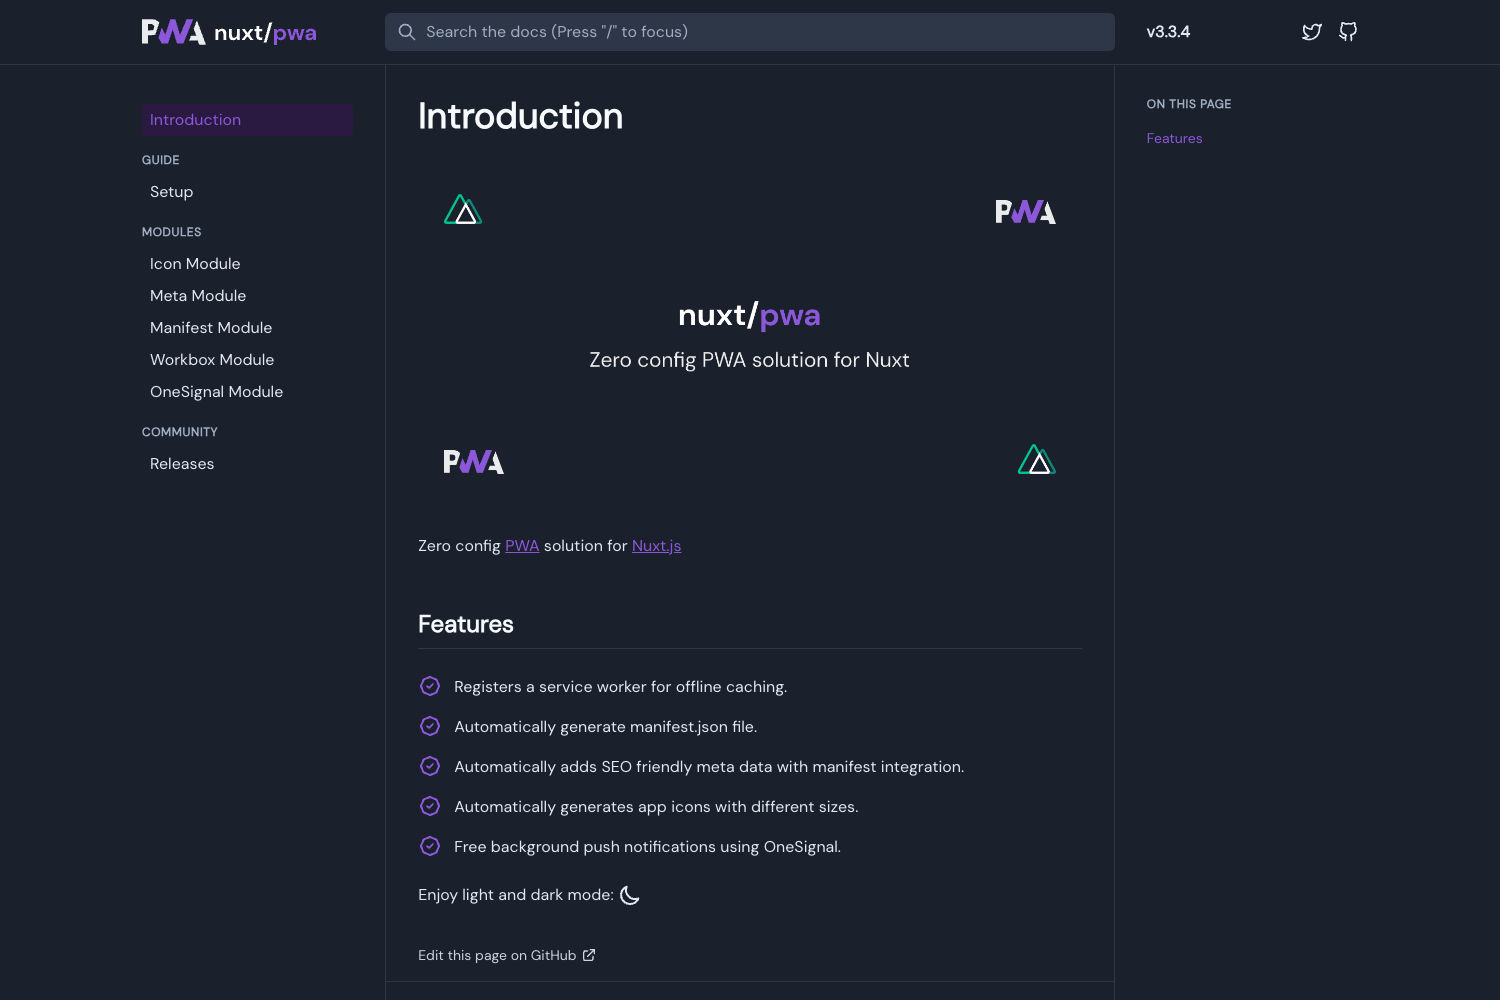 PWA nuxt/pwa
Search the docs (Press "/" to focus)
v3.3.4
Introduction
GUIDE
Setup
MODULES
Icon Module
Meta Module
Manifest Module
Workbox Module
OneSignal Module
COMMUNITY
Releases
Introduction
PWA
nuxt/pwa
Zero config PWA solution for Nuxt
PWA
Zero config PWA solution for Nuxt.js
Features
Registers a service worker for offline caching.
Automatically generate manifest.json file.
Automatically adds SEO friendly meta data with manifest integration.
Automatically generates app icons with different sizes.
Free background push notifications using OneSignal.
Enjoy light and dark mode:
Edit this page on GitHub
ON THIS PAGE
Features